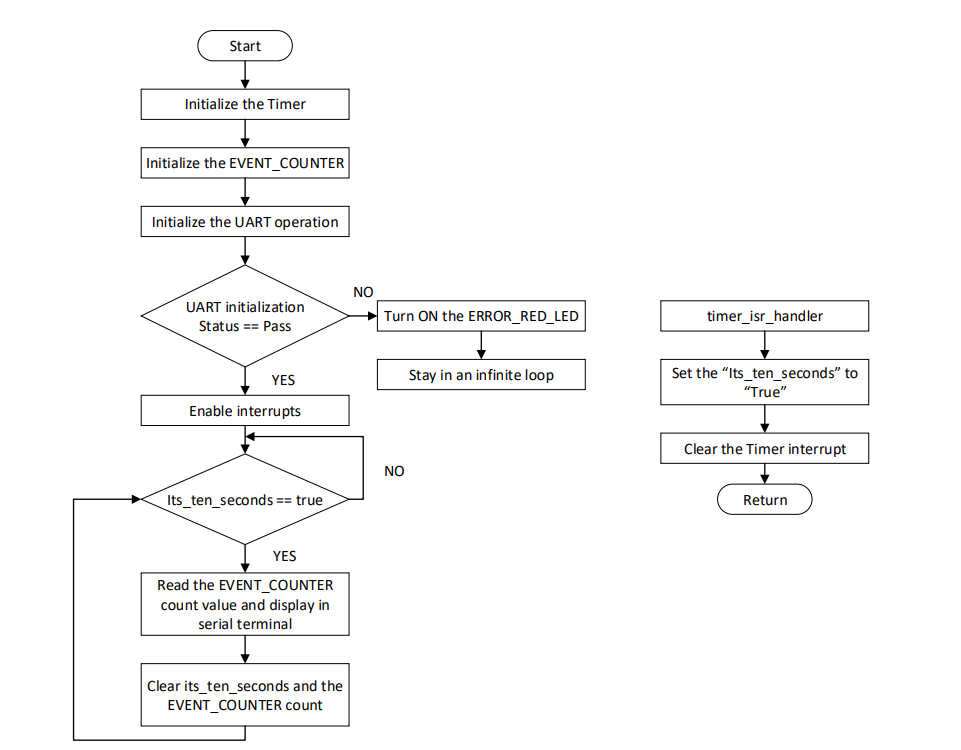 Start
Initialize the Timer
Initialize the EVENT_COUNTER
Initialize the UART operation
UART initialization
Status == Pass
NO
Turn ON the ERROR_RED_LED
Stay in an infinite loop
YES
Enable interrupts
Its_ten_seconds == true
NO
YES
Read the EVENT_COUNTER
count value and display in
serial terminal
Clear its_ten_seconds and the
EVENT_COUNTER count
timer_isr_handler
Set the “Its_ten_seconds” to
“True”
Clear the Timer interrupt
Return